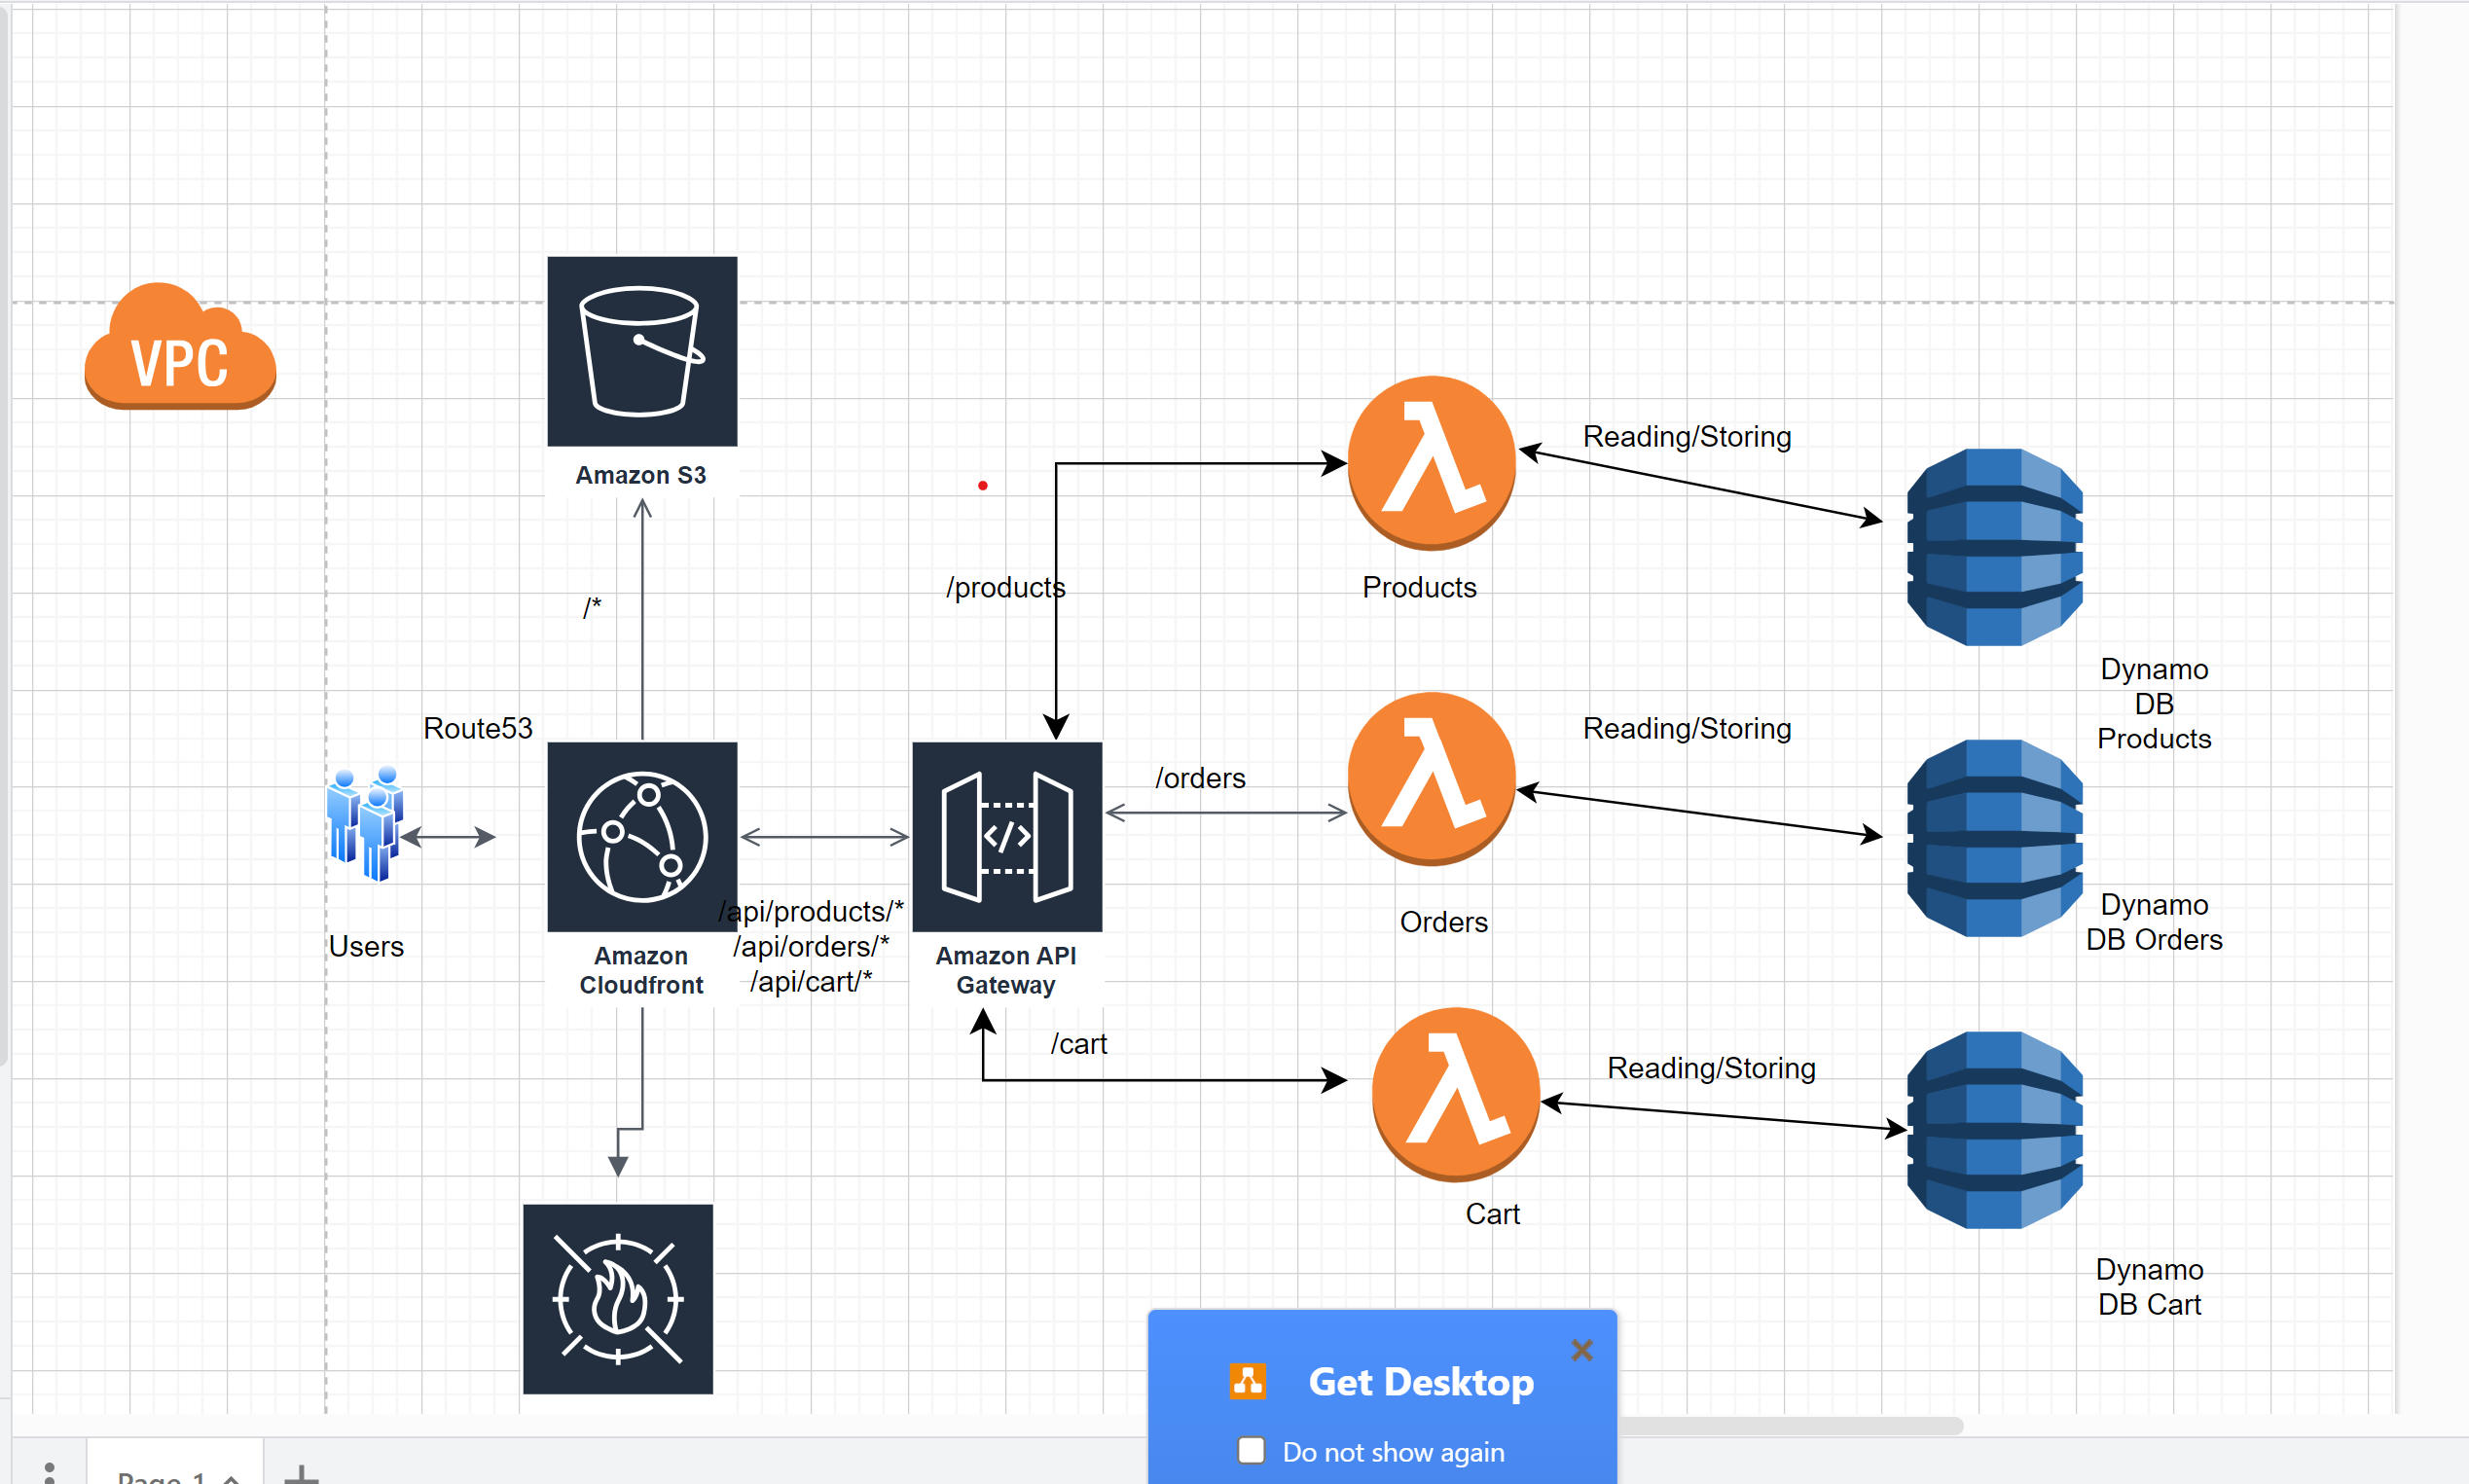 VPC
Amazon S3
/*
Route53
Users
Amazon
Cloudfront
/api/products/*
/api/orders/*
/api/cart/*
Amazon API
Gateway
/products
/orders
/cart
Products
Reading/Storing
Dynamo
DB
Products
Orders
Reading/Storing
Dynamo
DB Orders
Cart
Reading/Storing
Dynamo
DB Cart
Get Desktop
Do not show again
Page-1